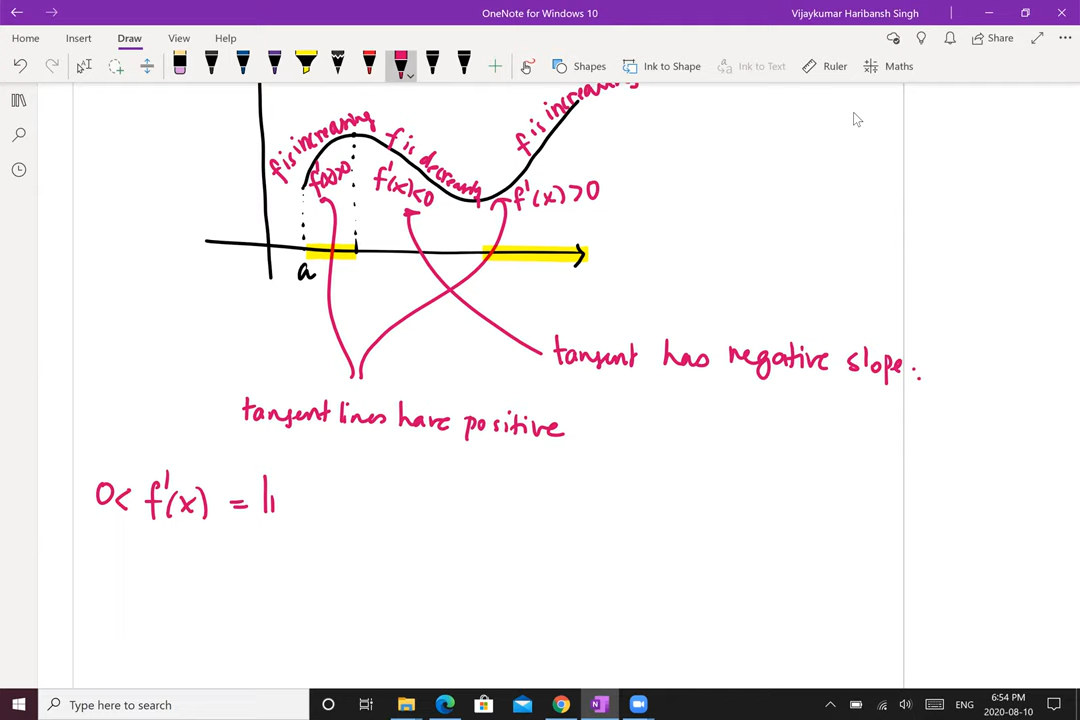 OneNote for Windows 10
Vijaykumar Haribansh Singh
Home Insert Draw View Help
Share
Shapes
Ink to Shape
Ink to Text
Ruler
Maths
f is increasing
f is decreasing
f is increasing
f'(x)>0
f'(x)<0
f'(x)>0
a
tangent has negative slope.
tangent lines have positive
0< f'(x) = li
Type here to search
ENG
6:54 PM
2020-08-10